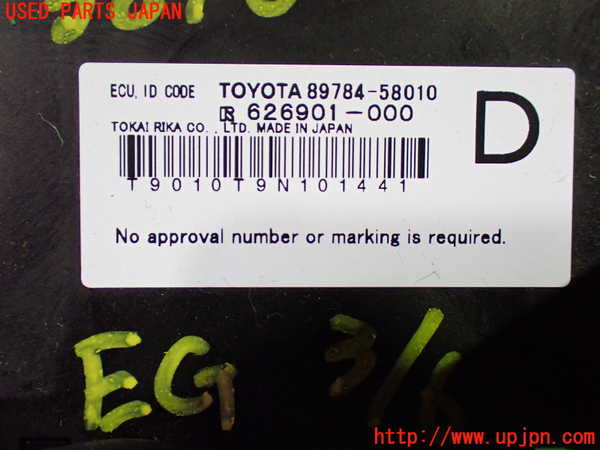 USED PARTS JAPAN
ECU, ID CODE TOYOTA 89784-58010
R 626901-000
TOKAI RIKA CO., LTD. MADE IN JAPAN
D
T9010T9N101441
No approval number or marking is required.
EG 3/
http://www.upjpn.com